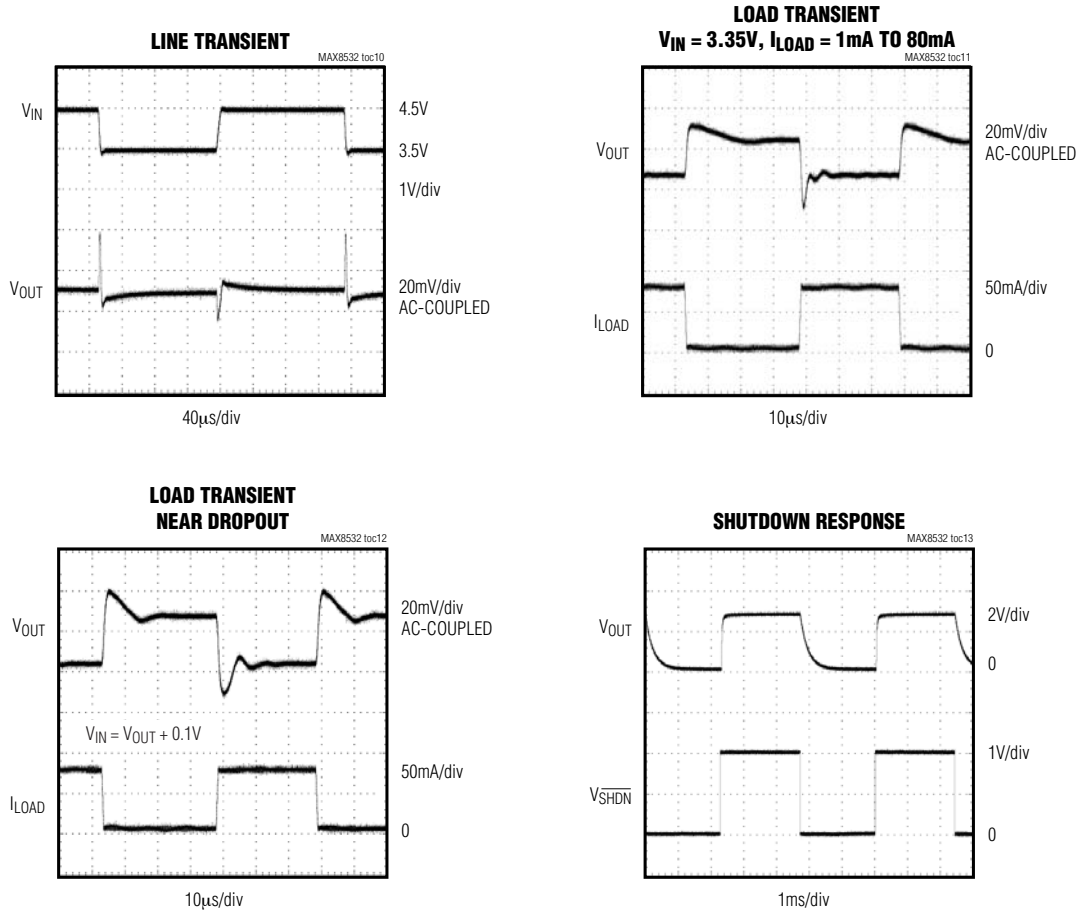 LINE TRANSIENT
MAX8532 toc10
VIN
4.5V
3.5V
1V/div
VOUT
20mV/div
AC-COUPLED
40μs/div
LOAD TRANSIENT
VIN = 3.35V, ILOAD = 1mA TO 80mA
MAX8532 toc11
VOUT
20mV/div
AC-COUPLED
50mA/div
ILOAD
0
10μs/div
LOAD TRANSIENT
NEAR DROPOUT
MAX8532 toc12
VOUT
20mV/div
AC-COUPLED
VIN = VOUT + 0.1V
50mA/div
ILOAD
0
10μs/div
SHUTDOWN RESPONSE
MAX8532 toc13
2V/div
VOUT
0
1V/div
VSHDN
0
1ms/div